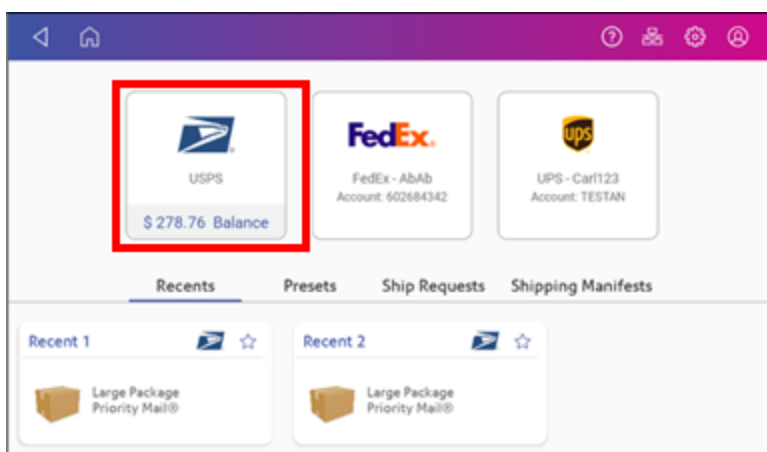 FedEx.
ups
USPS
FedEx - AbAb
Account: 602684342
UPS - Carl123
Account: TESTAN
$ 278.76 Balance
Recents
Presets
Ship Requests
Shipping Manifests
Recent 1
Large Package
Priority Mail®
Recent 2
Large Package
Priority Mail®